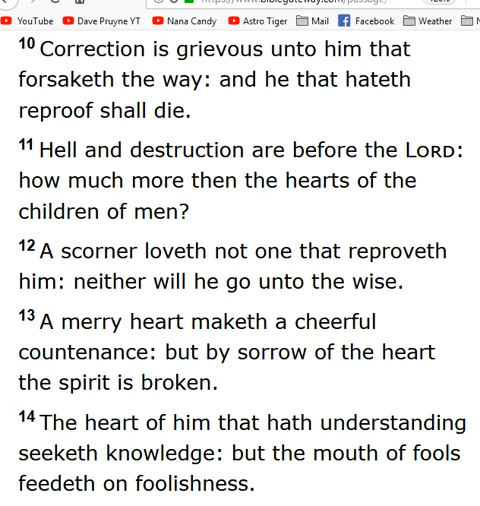 YouTube Dave Pruyne YT Nana Candy Astro Tiger Mail Facebook Weather
10 Correction is grievous unto him that
forsaketh the way: and he that hateth
reproof shall die.
11 Hell and destruction are before the LORD:
how much more then the hearts of the
children of men?
12 A scorner loveth not one that reproveth
him: neither will he go unto the wise.
13 A merry heart maketh a cheerful
countenance: but by sorrow of the heart
the spirit is broken.
14 The heart of him that hath understanding
seeketh knowledge: but the mouth of fools
feedeth on foolishness.